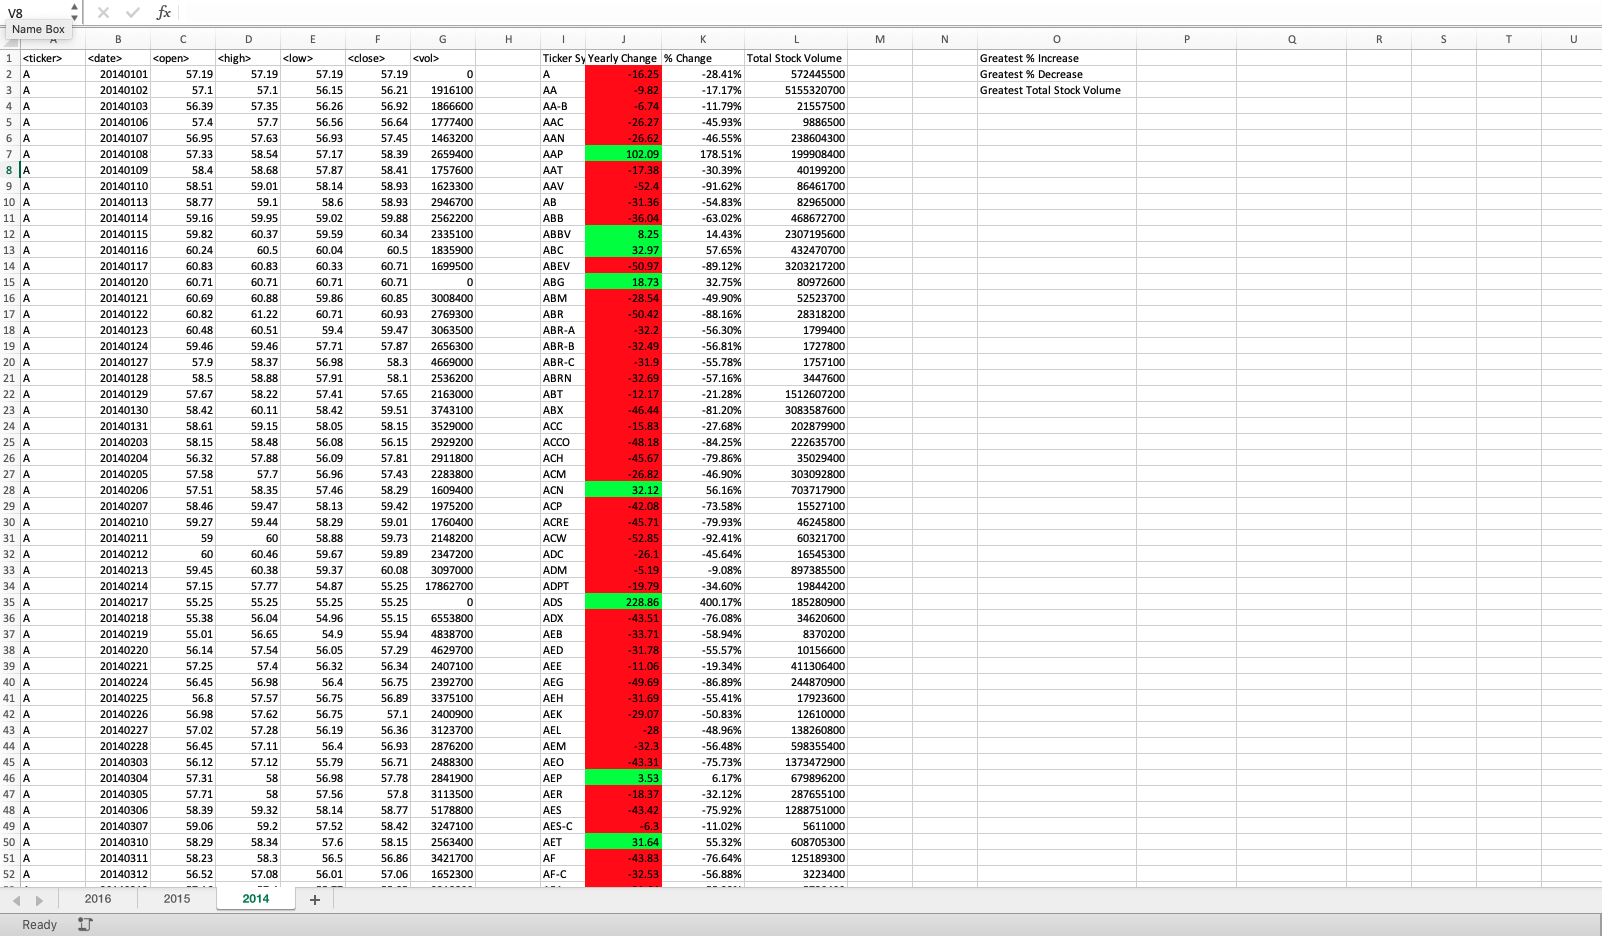 V8 fx
Name Box
A B C D E F G H I J K L M N O P Q R S T U
1 <ticker> <date> <open> <high> <low> <close> <vol> Ticker Sy Yearly Change % Change Total Stock Volume Greatest % Increase
2 A 20140101 57.19 57.19 57.19 57.19 0 A -16.25 -28.41% 572445500 Greatest % Decrease
3 A 20140102 57.1 57.1 56.15 56.21 1916100 AA -9.82 -17.17% 5155320700 Greatest Total Stock Volume
4 A 20140103 56.39 57.35 56.26 56.92 1866600 AA-B -6.74 -11.79% 21557500
5 A 20140106 57.4 57.7 56.56 56.64 1777400 AAC -26.27 -45.93% 9886500
6 A 20140107 56.95 57.63 56.93 57.45 1463200 AAN -26.62 -46.55% 238604300
7 A 20140108 57.33 58.54 57.17 58.39 2659400 AAP 102.09 178.51% 199908400
8 A 20140109 58.4 58.68 57.87 58.41 1757600 AAT -17.38 -30.39% 40199200
9 A 20140110 58.51 59.01 58.14 58.93 1623300 AAV -52.4 -91.62% 86461700
10 A 20140113 58.77 59.1 58.6 58.93 2946700 AB -31.36 -54.83% 82965000
11 A 20140114 59.16 59.95 59.02 59.88 2562200 ABB -36.04 -63.02% 468672700
12 A 20140115 59.82 60.37 59.59 60.34 2335100 ABBV 8.25 14.43% 2307195600
13 A 20140116 60.24 60.5 60.04 60.5 1835900 ABC 32.97 57.65% 432470700
14 A 20140117 60.83 60.83 60.33 60.71 1699500 ABEV -50.97 -89.12% 3203217200
15 A 20140120 60.71 60.71 60.71 60.71 0 ABG 18.73 32.75% 80972600
16 A 20140121 60.69 60.88 59.86 60.85 3008400 ABM -28.54 -49.90% 52523700
17 A 20140122 60.82 61.22 60.71 60.93 2769300 ABR -50.42 -88.16% 28318200
18 A 20140123 60.48 60.51 59.4 59.47 3063500 ABR-A -32.2 -56.30% 1799400
19 A 20140124 59.46 59.46 57.71 57.87 2656300 ABR-B -32.49 -56.81% 1727800
20 A 20140127 57.9 58.37 56.98 58.3 4669000 ABR-C -31.9 -55.78% 1757100
21 A 20140128 58.5 58.88 57.91 58.1 2536200 ABRN -32.69 -57.16% 3447600
22 A 20140129 57.67 58.22 57.41 57.65 2163000 ABT -12.17 -21.28% 1512607200
23 A 20140130 58.42 60.11 58.42 59.51 3743100 ABX -46.44 -81.20% 3083587600
24 A 20140131 58.61 59.15 58.05 58.15 3529000 ACC -15.83 -27.68% 202879900
25 A 20140203 58.15 58.48 56.08 56.15 2929200 ACCO -48.18 -84.25% 222635700
26 A 20140204 56.32 57.88 56.09 57.81 2911800 ACH -45.67 -79.86% 35029400
27 A 20140205 57.58 57.7 56.96 57.43 2283800 ACM -26.82 -46.90% 303092800
28 A 20140206 57.51 58.35 57.46 58.29 1609400 ACN 32.12 56.16% 703717900
29 A 20140207 58.46 59.47 58.13 59.42 1975200 ACP -42.08 -73.58% 15527100
30 A 20140210 59.27 59.44 58.29 59.01 1760400 ACRE -45.71 -79.93% 46245800
31 A 20140211 59 60 58.88 59.73 2148200 ACW -52.85 -92.41% 60321700
32 A 20140212 60 60.46 59.67 59.89 2347200 ADC -26.1 -45.64% 16545300
33 A 20140213 59.45 60.38 59.37 60.08 3097000 ADM -5.19 -9.08% 897385500
34 A 20140214 57.15 57.77 54.87 55.25 17862700 ADPT -19.79 -34.60% 19844200
35 A 20140217 55.25 55.25 55.25 55.25 0 ADS 228.86 400.17% 185280900
36 A 20140218 55.38 56.04 54.96 55.15 6553800 ADX -43.51 -76.08% 34620600
37 A 20140219 55.01 56.65 54.9 55.94 4838700 AEB -33.71 -58.94% 8370200
38 A 20140220 56.14 57.54 56.05 57.29 4629700 AED -31.78 -55.57% 10156600
39 A 20140221 57.25 57.4 56.32 56.34 2407100 AEE -11.06 -19.34% 411306400
40 A 20140224 56.45 56.98 56.4 56.75 2392700 AEG -49.69 -86.89% 244870900
41 A 20140225 56.8 57.57 56.75 56.89 3375100 AEH -31.69 -55.41% 17923600
42 A 20140226 56.98 57.62 56.75 57.1 2400900 AEK -29.07 -50.83% 12610000
43 A 20140227 57.02 57.28 56.19 56.36 3123700 AEL -28 -48.96% 138260800
44 A 20140228 56.45 57.11 56.4 56.93 2876200 AEM -32.3 -56.48% 598355400
45 A 20140303 56.12 57.12 55.79 56.71 2488300 AEO -43.31 -75.73% 1373472900
46 A 20140304 57.31 58 56.98 57.78 2841900 AEP 3.53 6.17% 679896200
47 A 20140305 57.71 58 57.56 57.8 3113500 AER -18.37 -32.12% 287655100
48 A 20140306 58.39 59.32 58.14 58.77 5178800 AES -43.42 -75.92% 1288751000
49 A 20140307 59.06 59.2 57.52 58.42 3247100 AES-C -6.3 -11.02% 5611000
50 A 20140310 58.29 58.34 57.6 58.15 2563400 AET 31.64 55.32% 608705300
51 A 20140311 58.23 58.3 56.5 56.86 3421700 AF -43.83 -76.64% 125189300
52 A 20140312 56.52 57.08 56.01 57.06 1652300 AF-C -32.53 -56.88% 3223400
2016 2015 2014 +
Ready